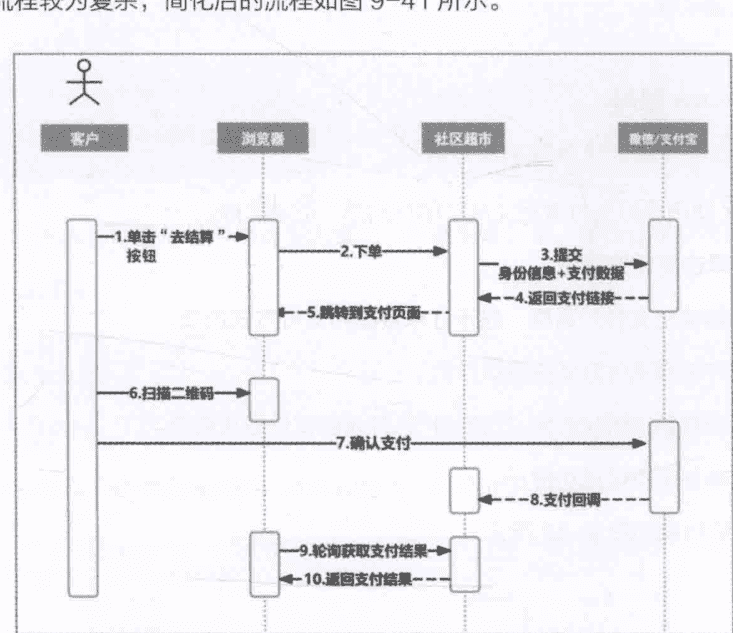 流程较为复杂，简化后的流程如图 9-41 所示。
客户
浏览器
社区超市
微信/支付宝
1.单击“去结算”
按钮
2.下单
3.提交
身份信息+支付数据
4.返回支付链接
5.跳转到支付页面
6.扫描二维码
7.确认支付
8.支付回调
9.轮询获取支付结果
10.返回支付结果